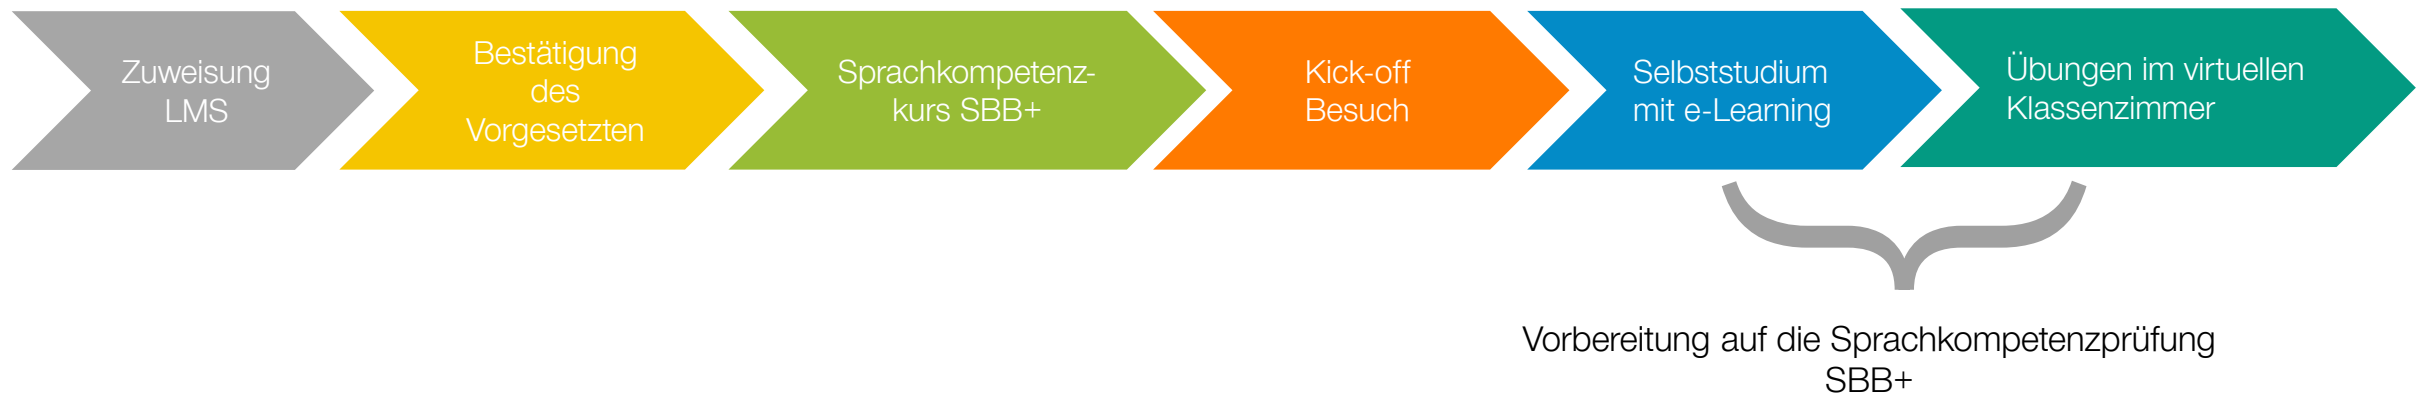 Zuweisung
LMS
Bestätigung
des
Vorgesetzten
Sprachkompetenz-
kurs SBB+
Kick-off
Besuch
Selbststudium
mit e-Learning
Übungen im virtuellen
Klassenzimmer
Vorbereitung auf die Sprachkompetenzprüfung
SBB+